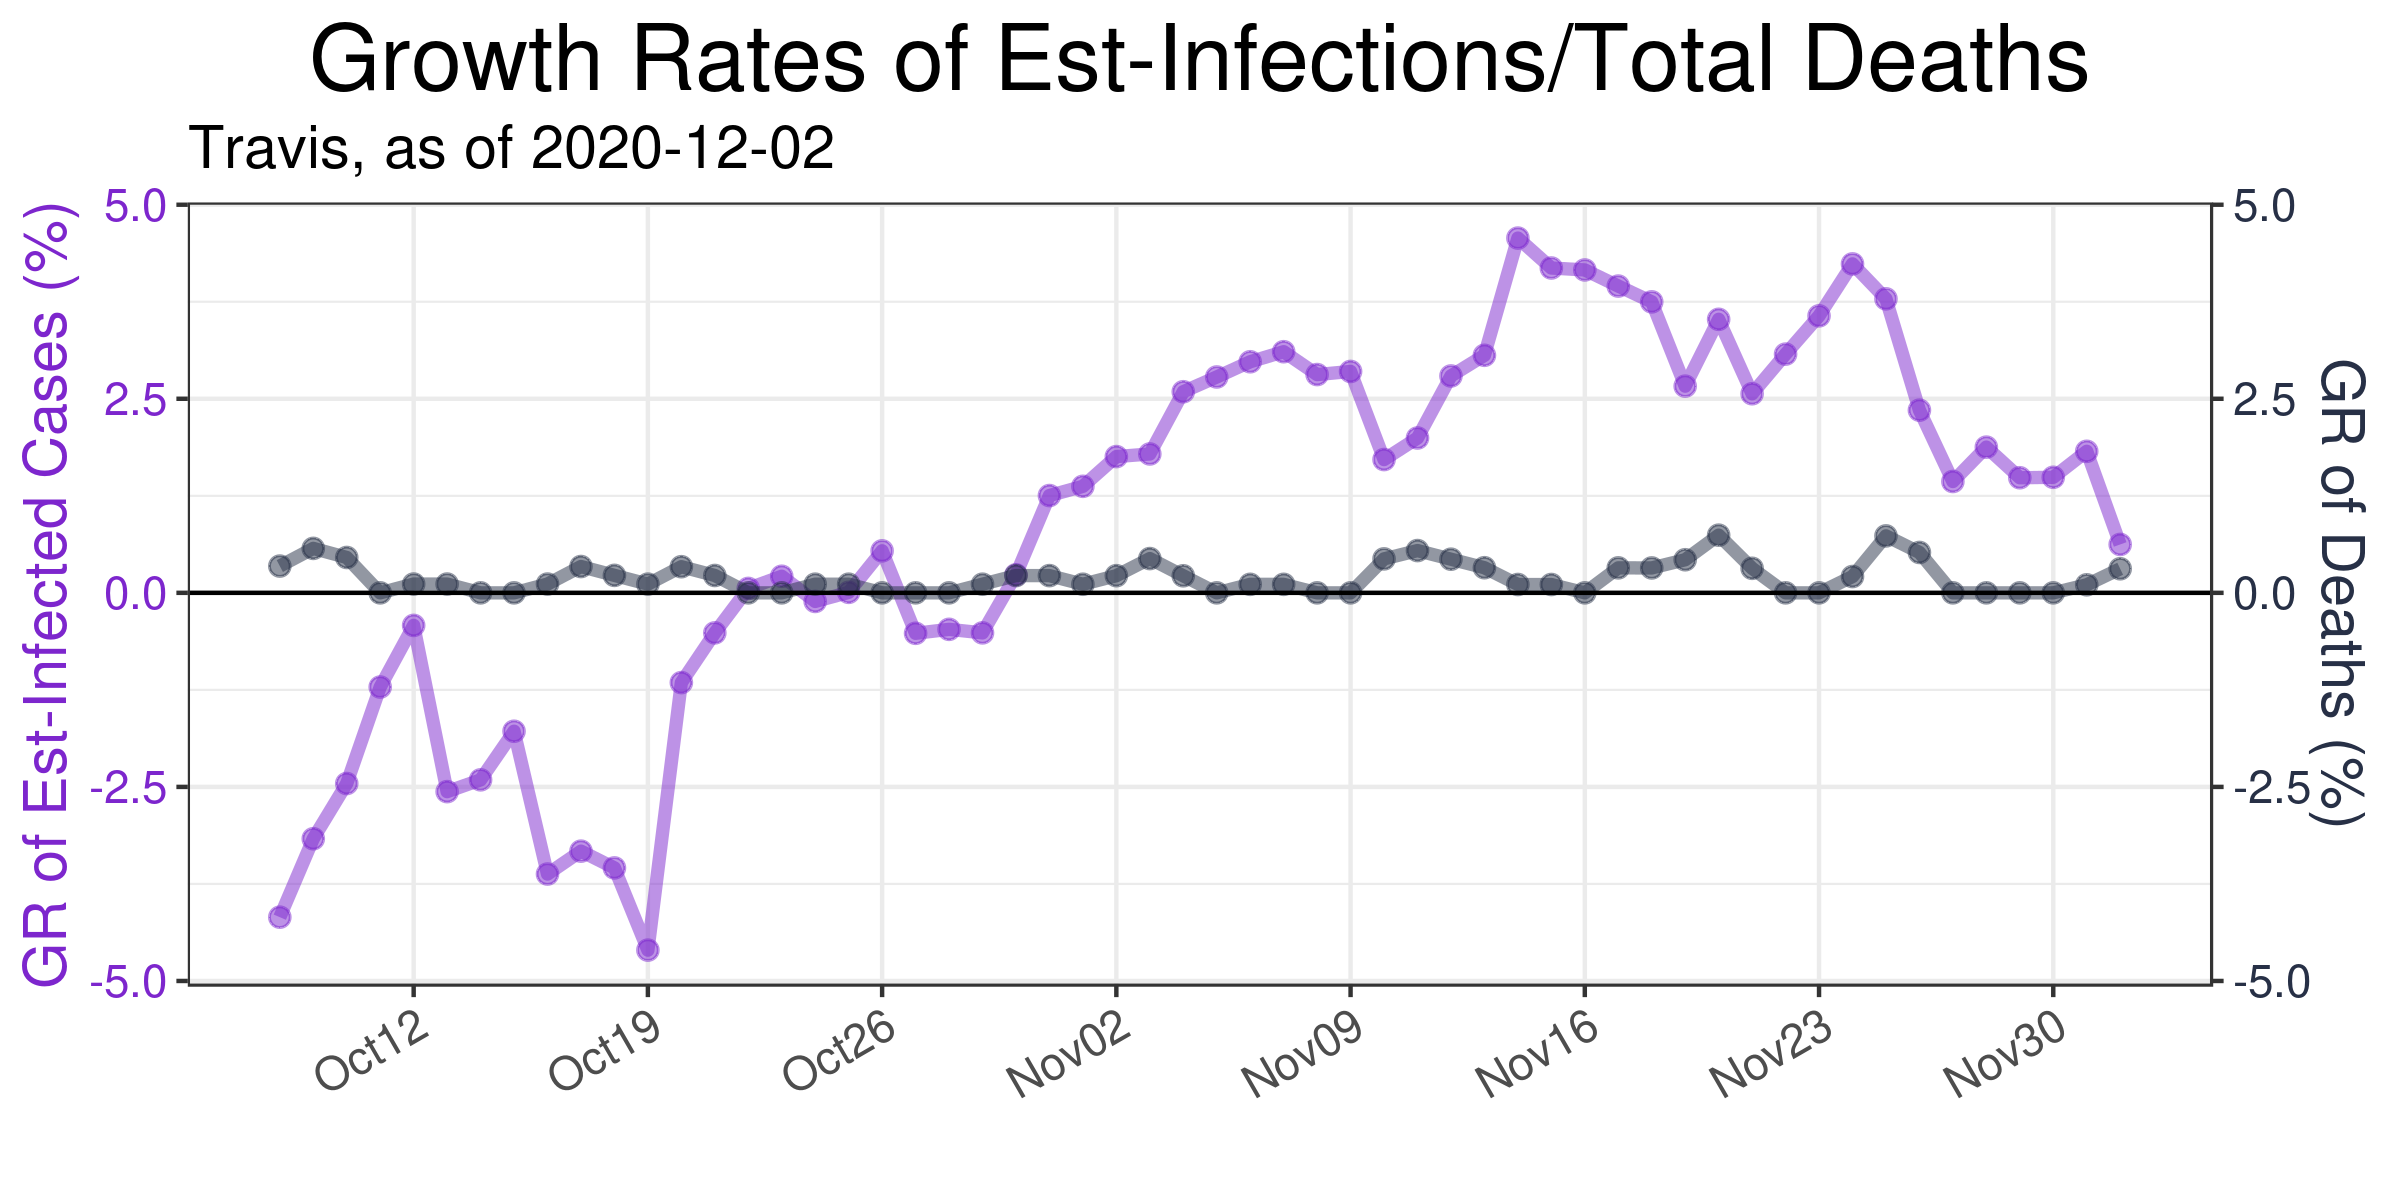 Growth Rates of Est-Infections/Total Deaths
Travis, as of 2020-12-02
GR of Est-Infected Cases (%)
5.0
2.5
0.0
-2.5
-5.0
5.0
2.5
0.0
-2.5
-5.0
GR of Deaths (%)
Oct12
Oct19
Oct26
Nov02
Nov09
Nov16
Nov23
Nov30